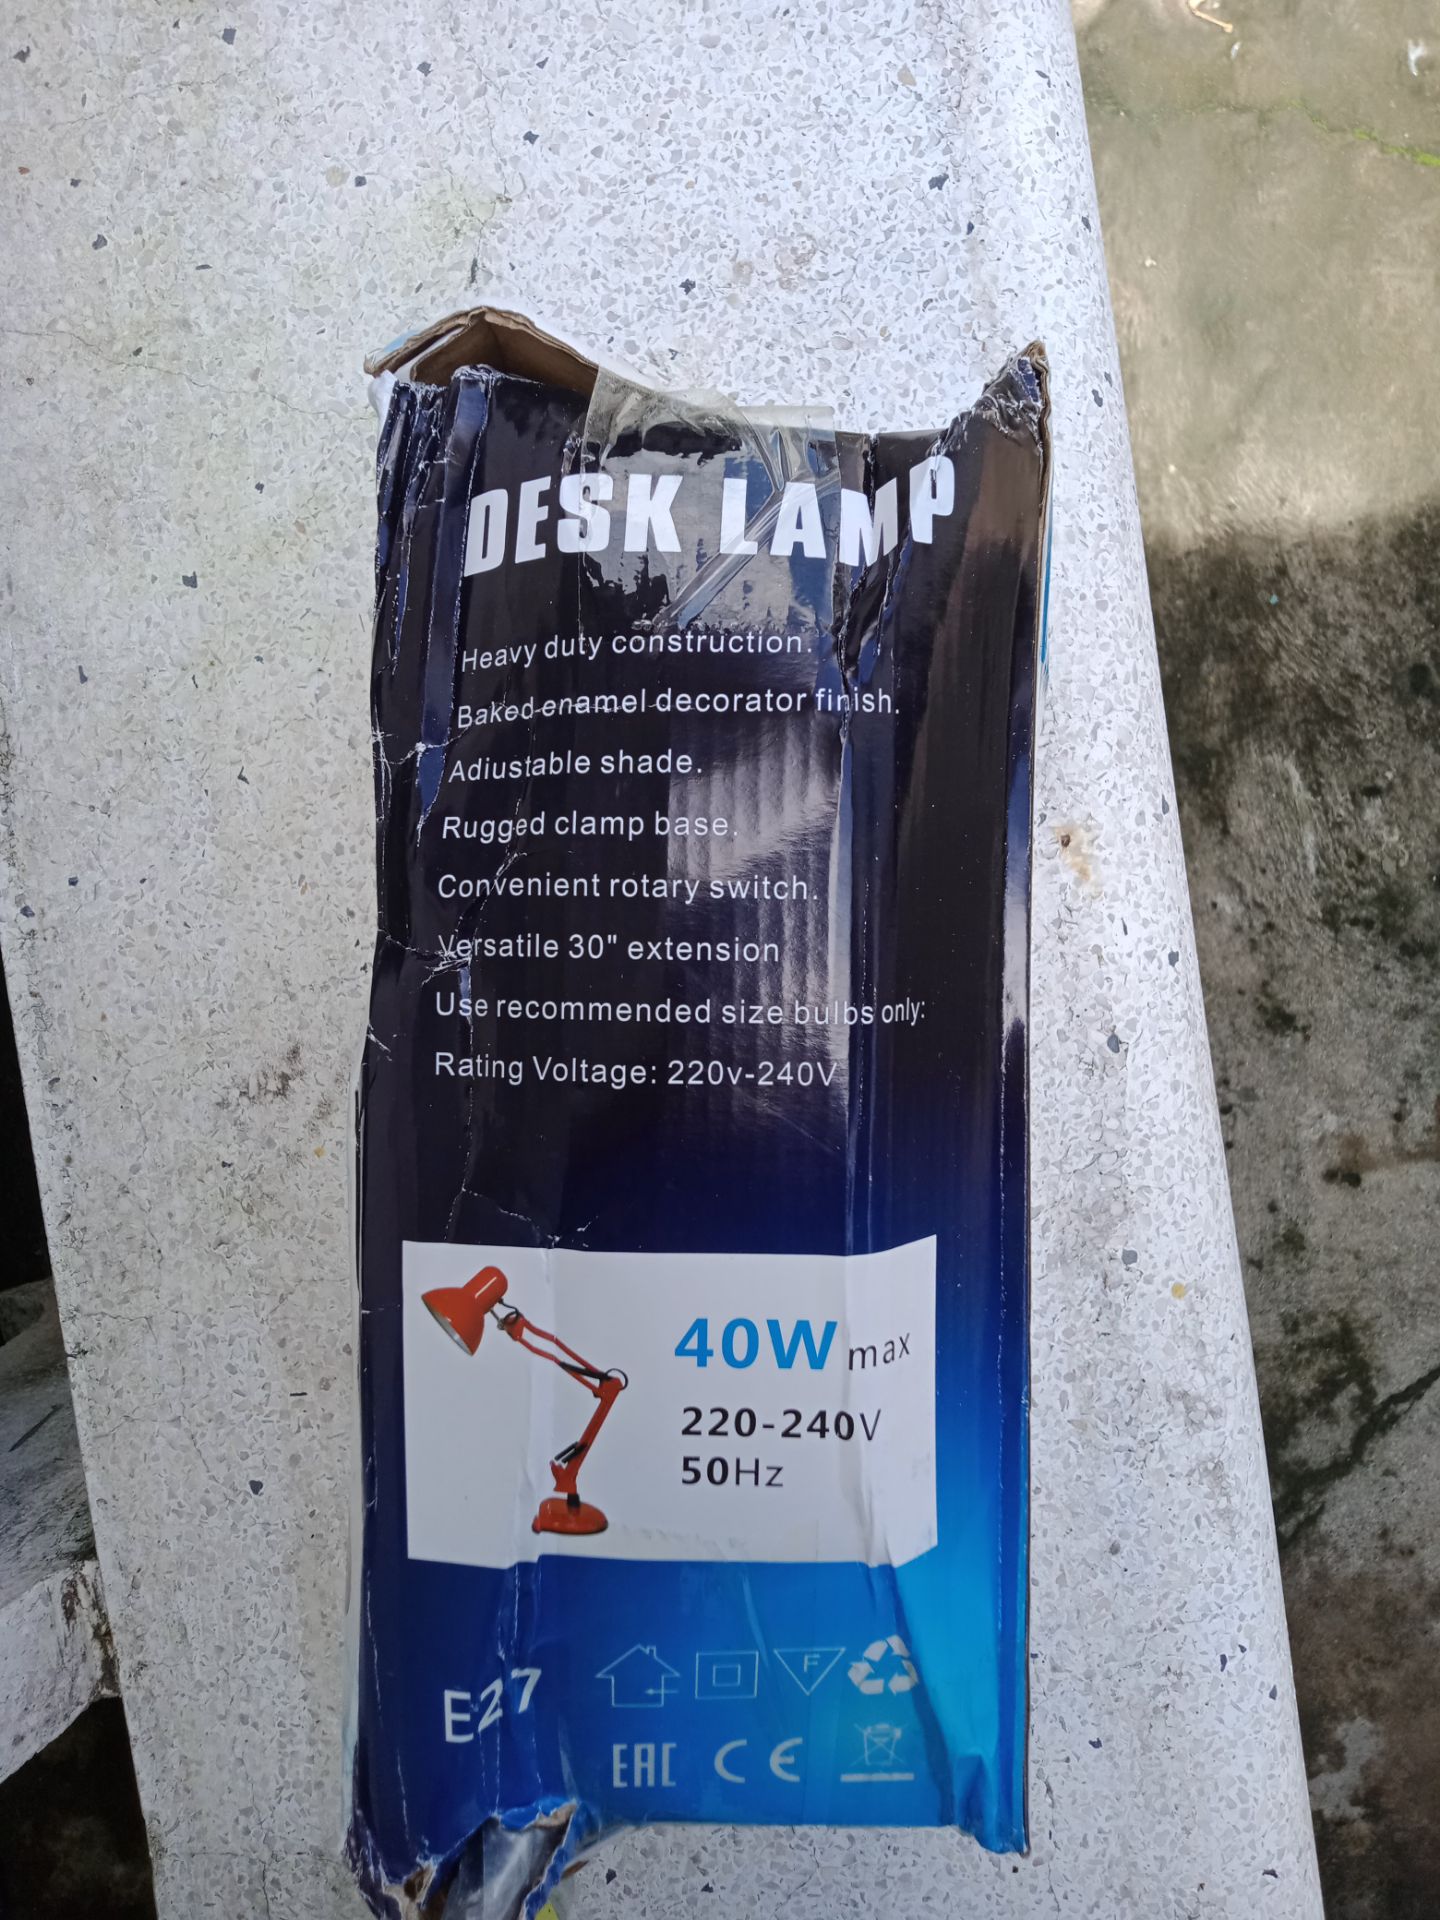 DESK LAMP
Heavy duty construction.
Baked enamel decorator finish.
Adiustable shade.
Rugged clamp base.
Convenient rotary switch.
Versatile 30" extension
Use recommended size bulbs only:
Rating Voltage: 220v-240V
40W max
220-240V
50Hz
E27
F
EAC CE